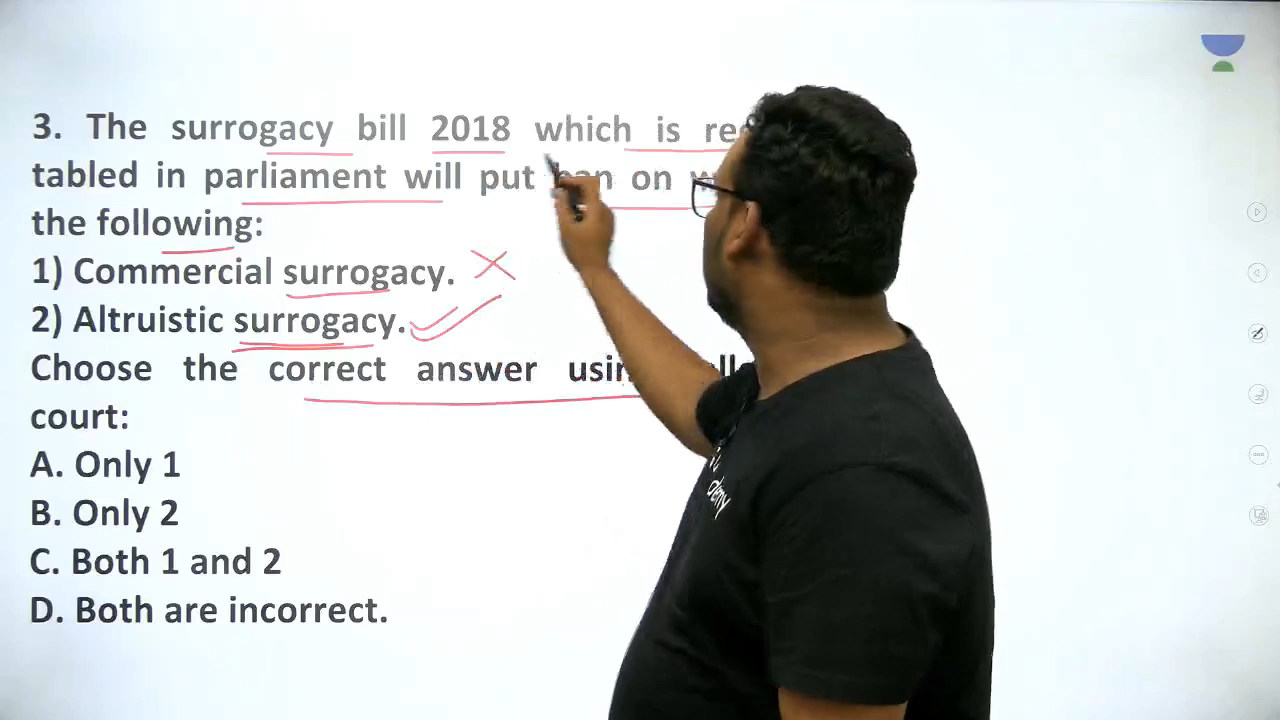 3. The surrogacy bill 2018 which is
tabled in parliament will put ban on
the following:
1) Commercial surrogacy.
2) Altruistic surrogacy.
Choose the correct answer
court:
A. Only 1
B. Only 2
C. Both 1 and 2
D. Both are incorrect.